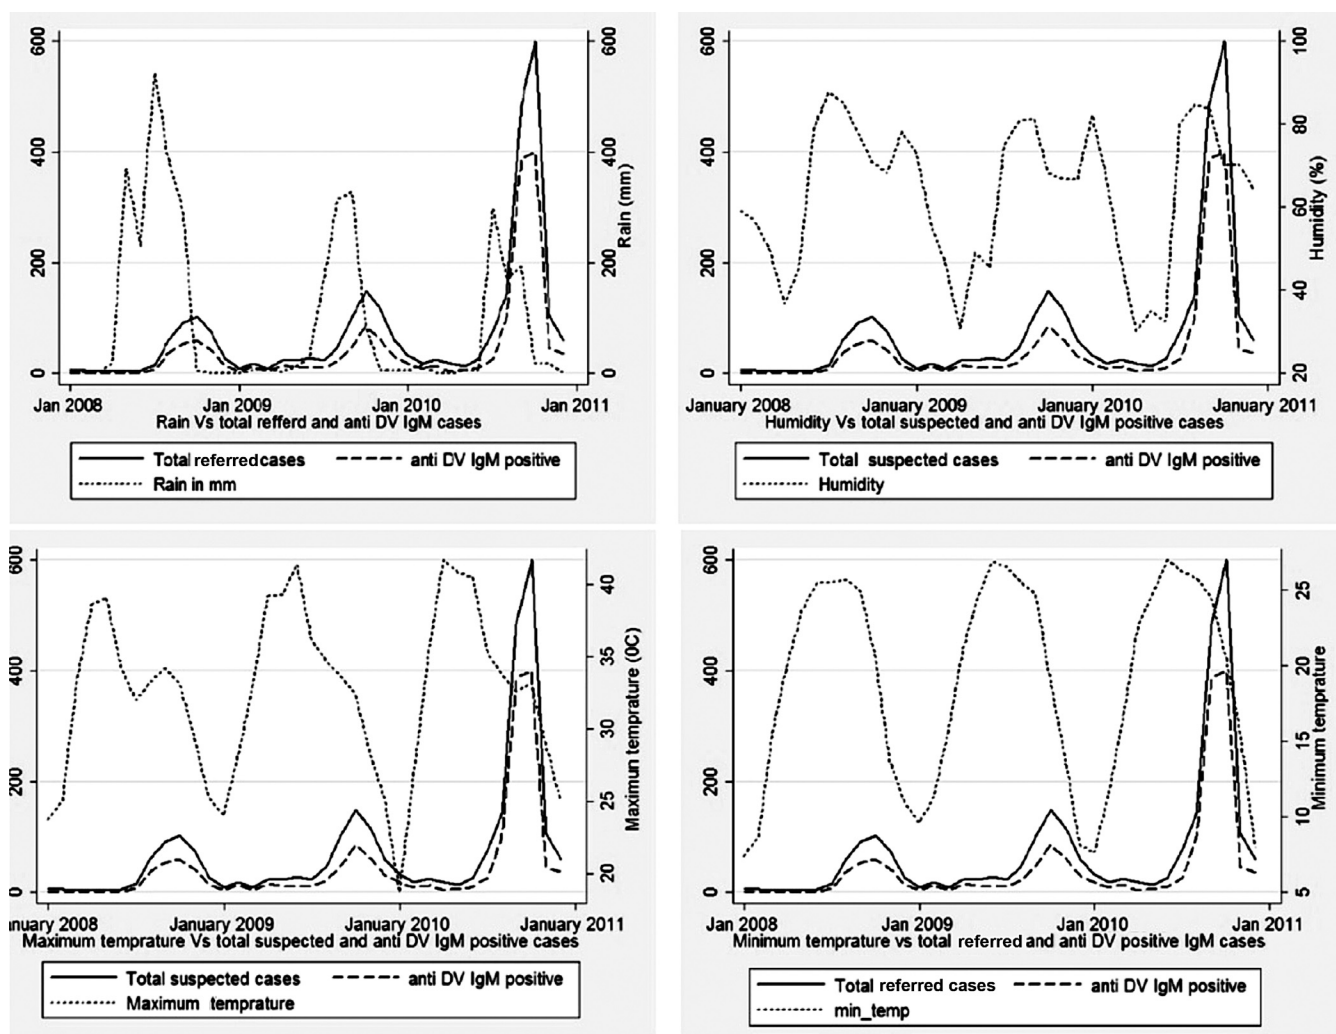 600
400
200
0
600
400
200
0
Rain (mm)
Jan 2008 Jan 2009 Jan 2010 Jan 2011
Rain Vs total refferd and anti DV IgM cases
Total referred cases anti DV IgM positive
Rain in mm
600
400
200
0
100
80
60
40
20
Humidity (%)
January 2008 January 2009 January 2010 January 2011
Humidity Vs total suspected and anti DV IgM positive cases
Total suspected cases anti DV IgM positive
Humidity
600
400
200
0
40
35
30
25
20
Maximun temprature (0C)
nuary 2008 January 2009 January 2010 January 2011
Maximum temprature Vs total suspected and anti DV IgM positive cases
Total suspected cases anti DV IgM positive
Maximum temprature
600
400
200
0
25
20
15
10
5
Minimum temprature
Jan 2008 Jan 2009 Jan 2010 Jan 2011
Minimum temprature vs total referred and anti DV positive IgM cases
Total referred cases anti DV IgM positive
min_temp